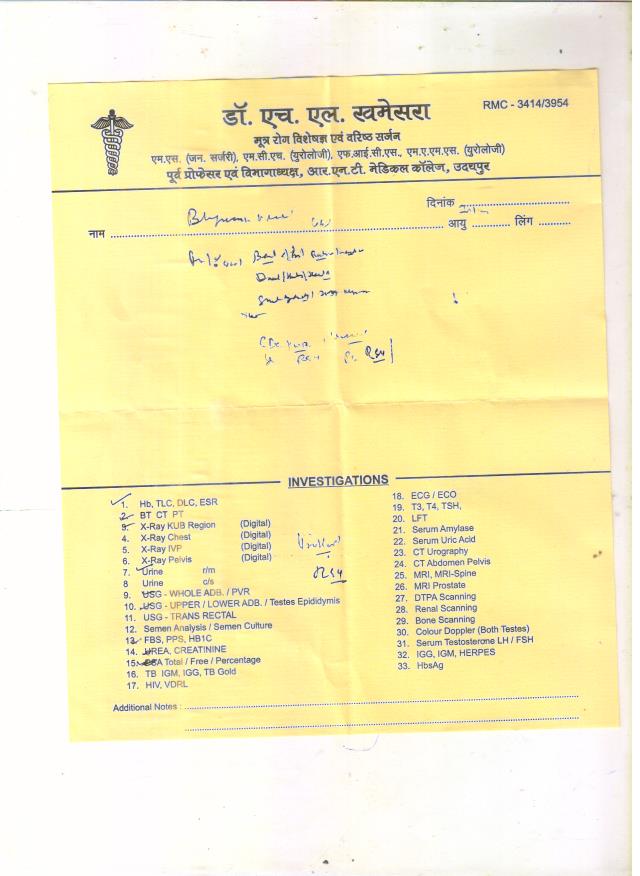 डॉ. एच. एल. खमेसरा
RMC - 3414/3954
मूत्र रोग विशेषज्ञ एवं वरिष्ठ सर्जन
एम.एस. (जन. सर्जरी), एम.सी.एच. (युरोलोजी), एफ.आई.सी.एस., एम.ए.एम.एस. (युरोलोजी)
पूर्व प्रोफेसर एवं विभागाध्यक्ष, आर.एन.टी. मेडिकल कॉलेज, उदयपुर
दिनांक
नाम आयु लिंग
INVESTIGATIONS
1. Hb, TLC, DLC, ESR
2. BT CT PT
3. X-Ray KUB Region (Digital)
4. X-Ray Chest (Digital)
5. X-Ray IVP (Digital)
6. X-Ray Pelvis (Digital)
7. Urine r/m
8 Urine c/s
9. USG - WHOLE ADB. / PVR
10. USG - UPPER / LOWER ADB. / Testes Epididymis
11. USG - TRANS RECTAL
12. Semen Analysis / Semen Culture
13. FBS, PPS, HB1C
14. UREA, CREATININE
15. PSA Total / Free / Percentage
16. TB IGM, IGG, TB Gold
17. HIV, VDRL
18. ECG / ECO
19. T3, T4, TSH,
20. LFT
21. Serum Amylase
22. Serum Uric Acid
23. CT Urography
24. CT Abdomen Pelvis
25. MRI, MRI-Spine
26. MRI Prostate
27. DTPA Scanning
28. Renal Scanning
29. Bone Scanning
30. Colour Doppler (Both Testes)
31. Serum Testosterone LH / FSH
32. IGG, IGM, HERPES
33. HbsAg
Additional Notes :